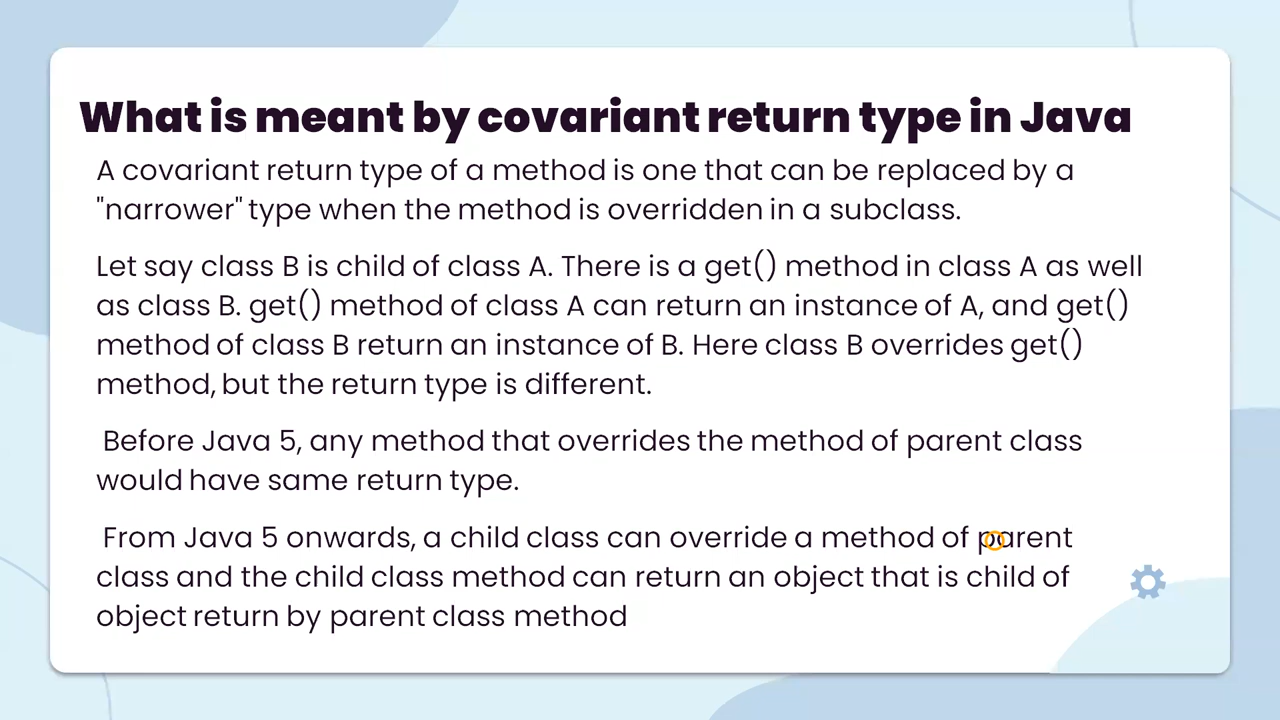 What is meant by covariant return type in Java
A covariant return type of a method is one that can be replaced by a
"narrower" type when the method is overridden in a subclass.
Let say class B is child of class A. There is a get() method in class A as well
as class B. get() method of class A can return an instance of A, and get()
method of class B return an instance of B. Here class B overrides get()
method, but the return type is different.
Before Java 5, any method that overrides the method of parent class
would have same return type.
From Java 5 onwards, a child class can override a method of parent
class and the child class method can return an object that is child of
object return by parent class method